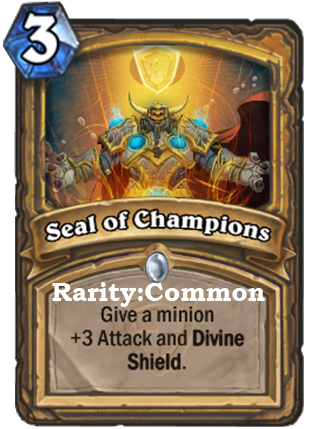 3
Seal of Champions
Rarity:Common
Give a minion
+3 Attack and Divine
Shield.